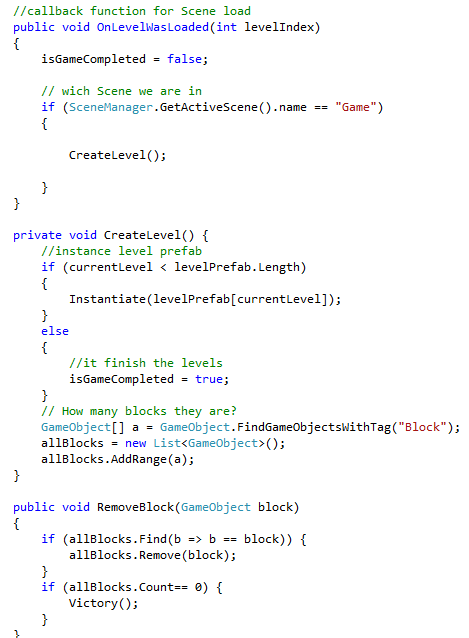 //callback function for Scene load
public void OnLevelWasLoaded(int levelIndex)
{
    isGameCompleted = false;

    // wich Scene we are in
    if (SceneManager.GetActiveScene().name == "Game")
    {

        CreateLevel();

    }
}

private void CreateLevel() {
    //instance level prefab
    if (currentLevel < levelPrefab.Length)
    {
        Instantiate(levelPrefab[currentLevel]);
    }
    else
    {
        //it finish the levels
        isGameCompleted = true;
    }
    // How many blocks they are?
    GameObject[] a = GameObject.FindGameObjectsWithTag("Block");
    allBlocks = new List<GameObject>();
    allBlocks.AddRange(a);
}

public void RemoveBlock(GameObject block)
{
    if (allBlocks.Find(b => b == block)) {
        allBlocks.Remove(block);
    }
    if (allBlocks.Count== 0) {
        Victory();
    }
}